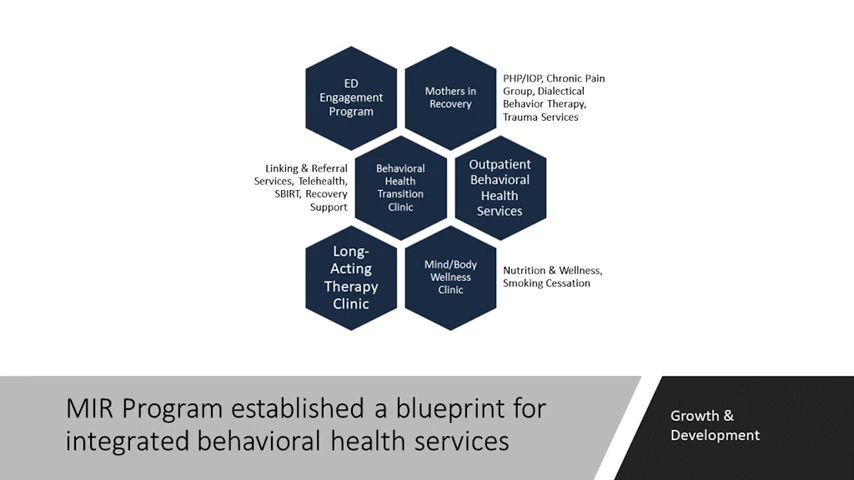 ED
Engagement
Program
Mothers in
Recovery
PHP/IOP, Chronic Pain
Group, Dialectical
Behavior Therapy,
Trauma Services
Linking & Referral
Services, Telehealth,
SBIRT, Recovery
Support
Behavioral
Health
Transition
Clinic
Outpatient
Behavioral
Health
Services
Long-
Acting
Therapy
Clinic
Mind/Body
Wellness
Clinic
Nutrition & Wellness,
Smoking Cessation
MIR Program established a blueprint for
integrated behavioral health services
Growth &
Development